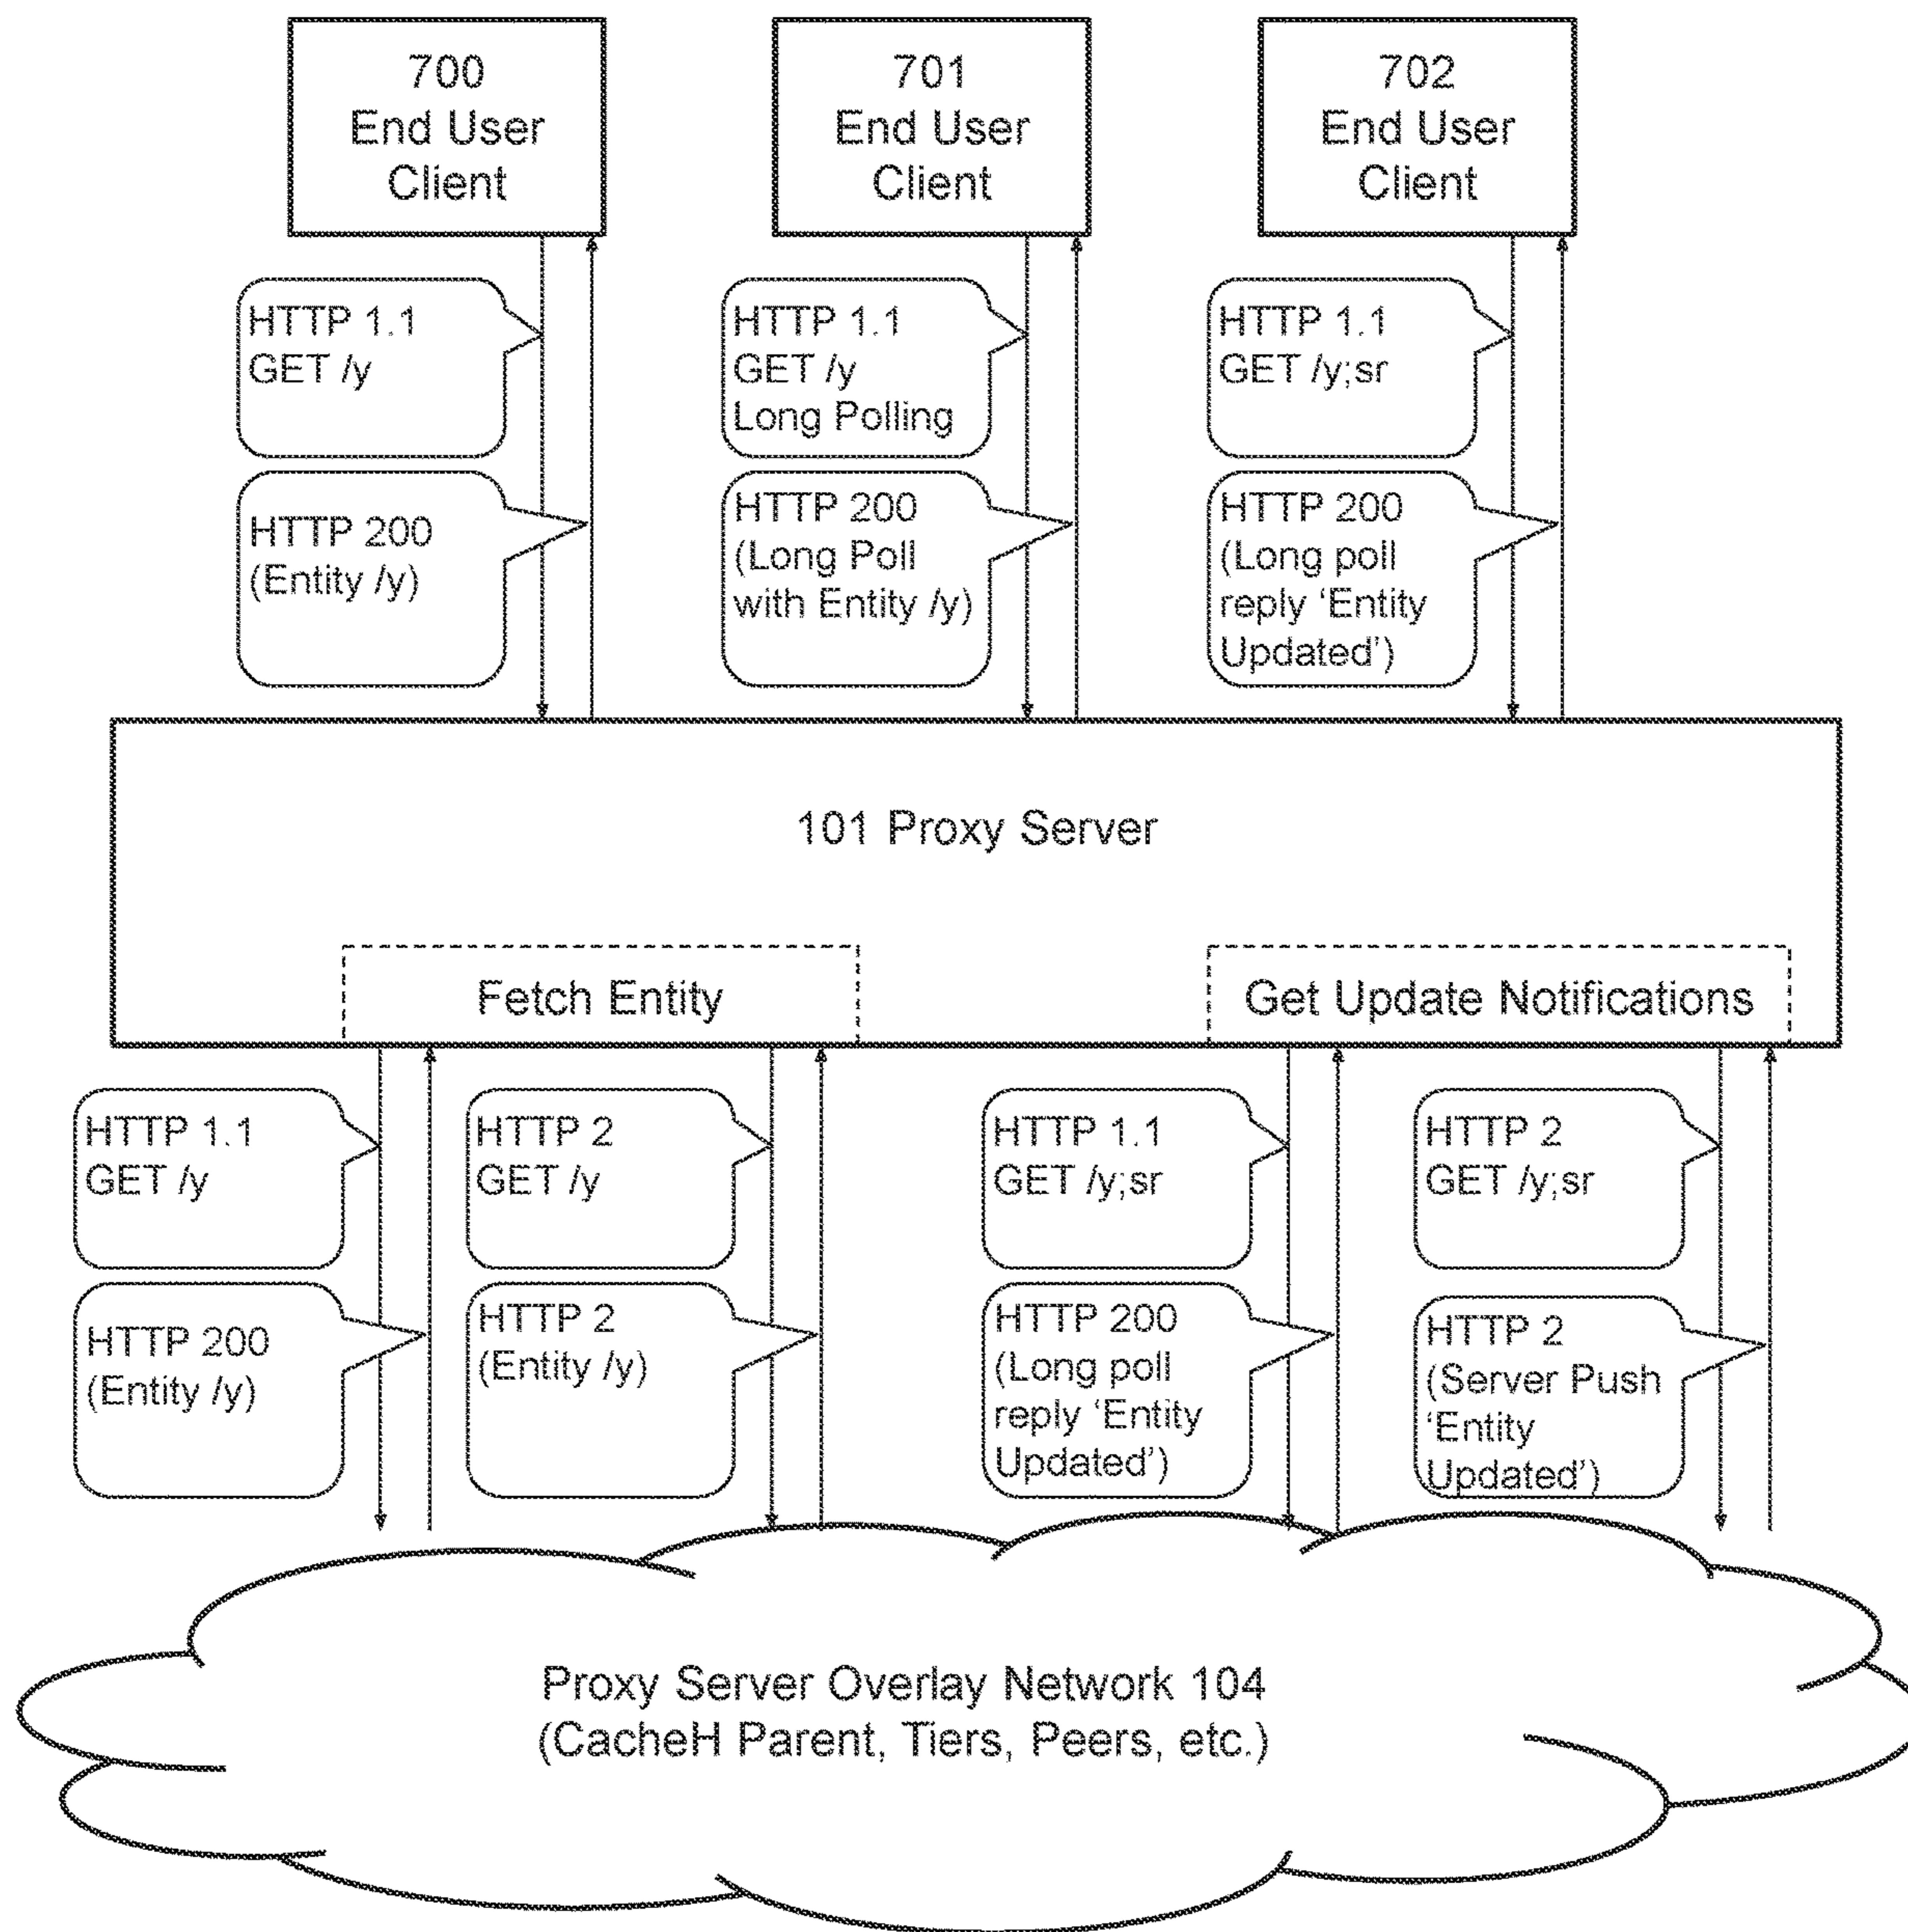 700
End User
Client
701
End User
Client
702
End User
Client
HTTP 1.1
GET /y
HTTP 1.1
GET /y
Long Polling
HTTP 1.1
GET /y;sr
HTTP 200
(Entity /y)
HTTP 200
(Long Poll
with Entity /y)
HTTP 200
(Long poll
reply ‘Entity
Updated’)
101 Proxy Server
Fetch Entity
Get Update Notifications
HTTP 1.1
GET /y
HTTP 2
GET /y
HTTP 1.1
GET /y;sr
HTTP 2
GET /y;sr
HTTP 200
(Entity /y)
HTTP 2
(Entity /y)
HTTP 200
(Long poll
reply ‘Entity
Updated’)
HTTP 2
(Server Push
‘Entity
Updated’)
Proxy Server Overlay Network 104
(CacheH Parent, Tiers, Peers, etc.)